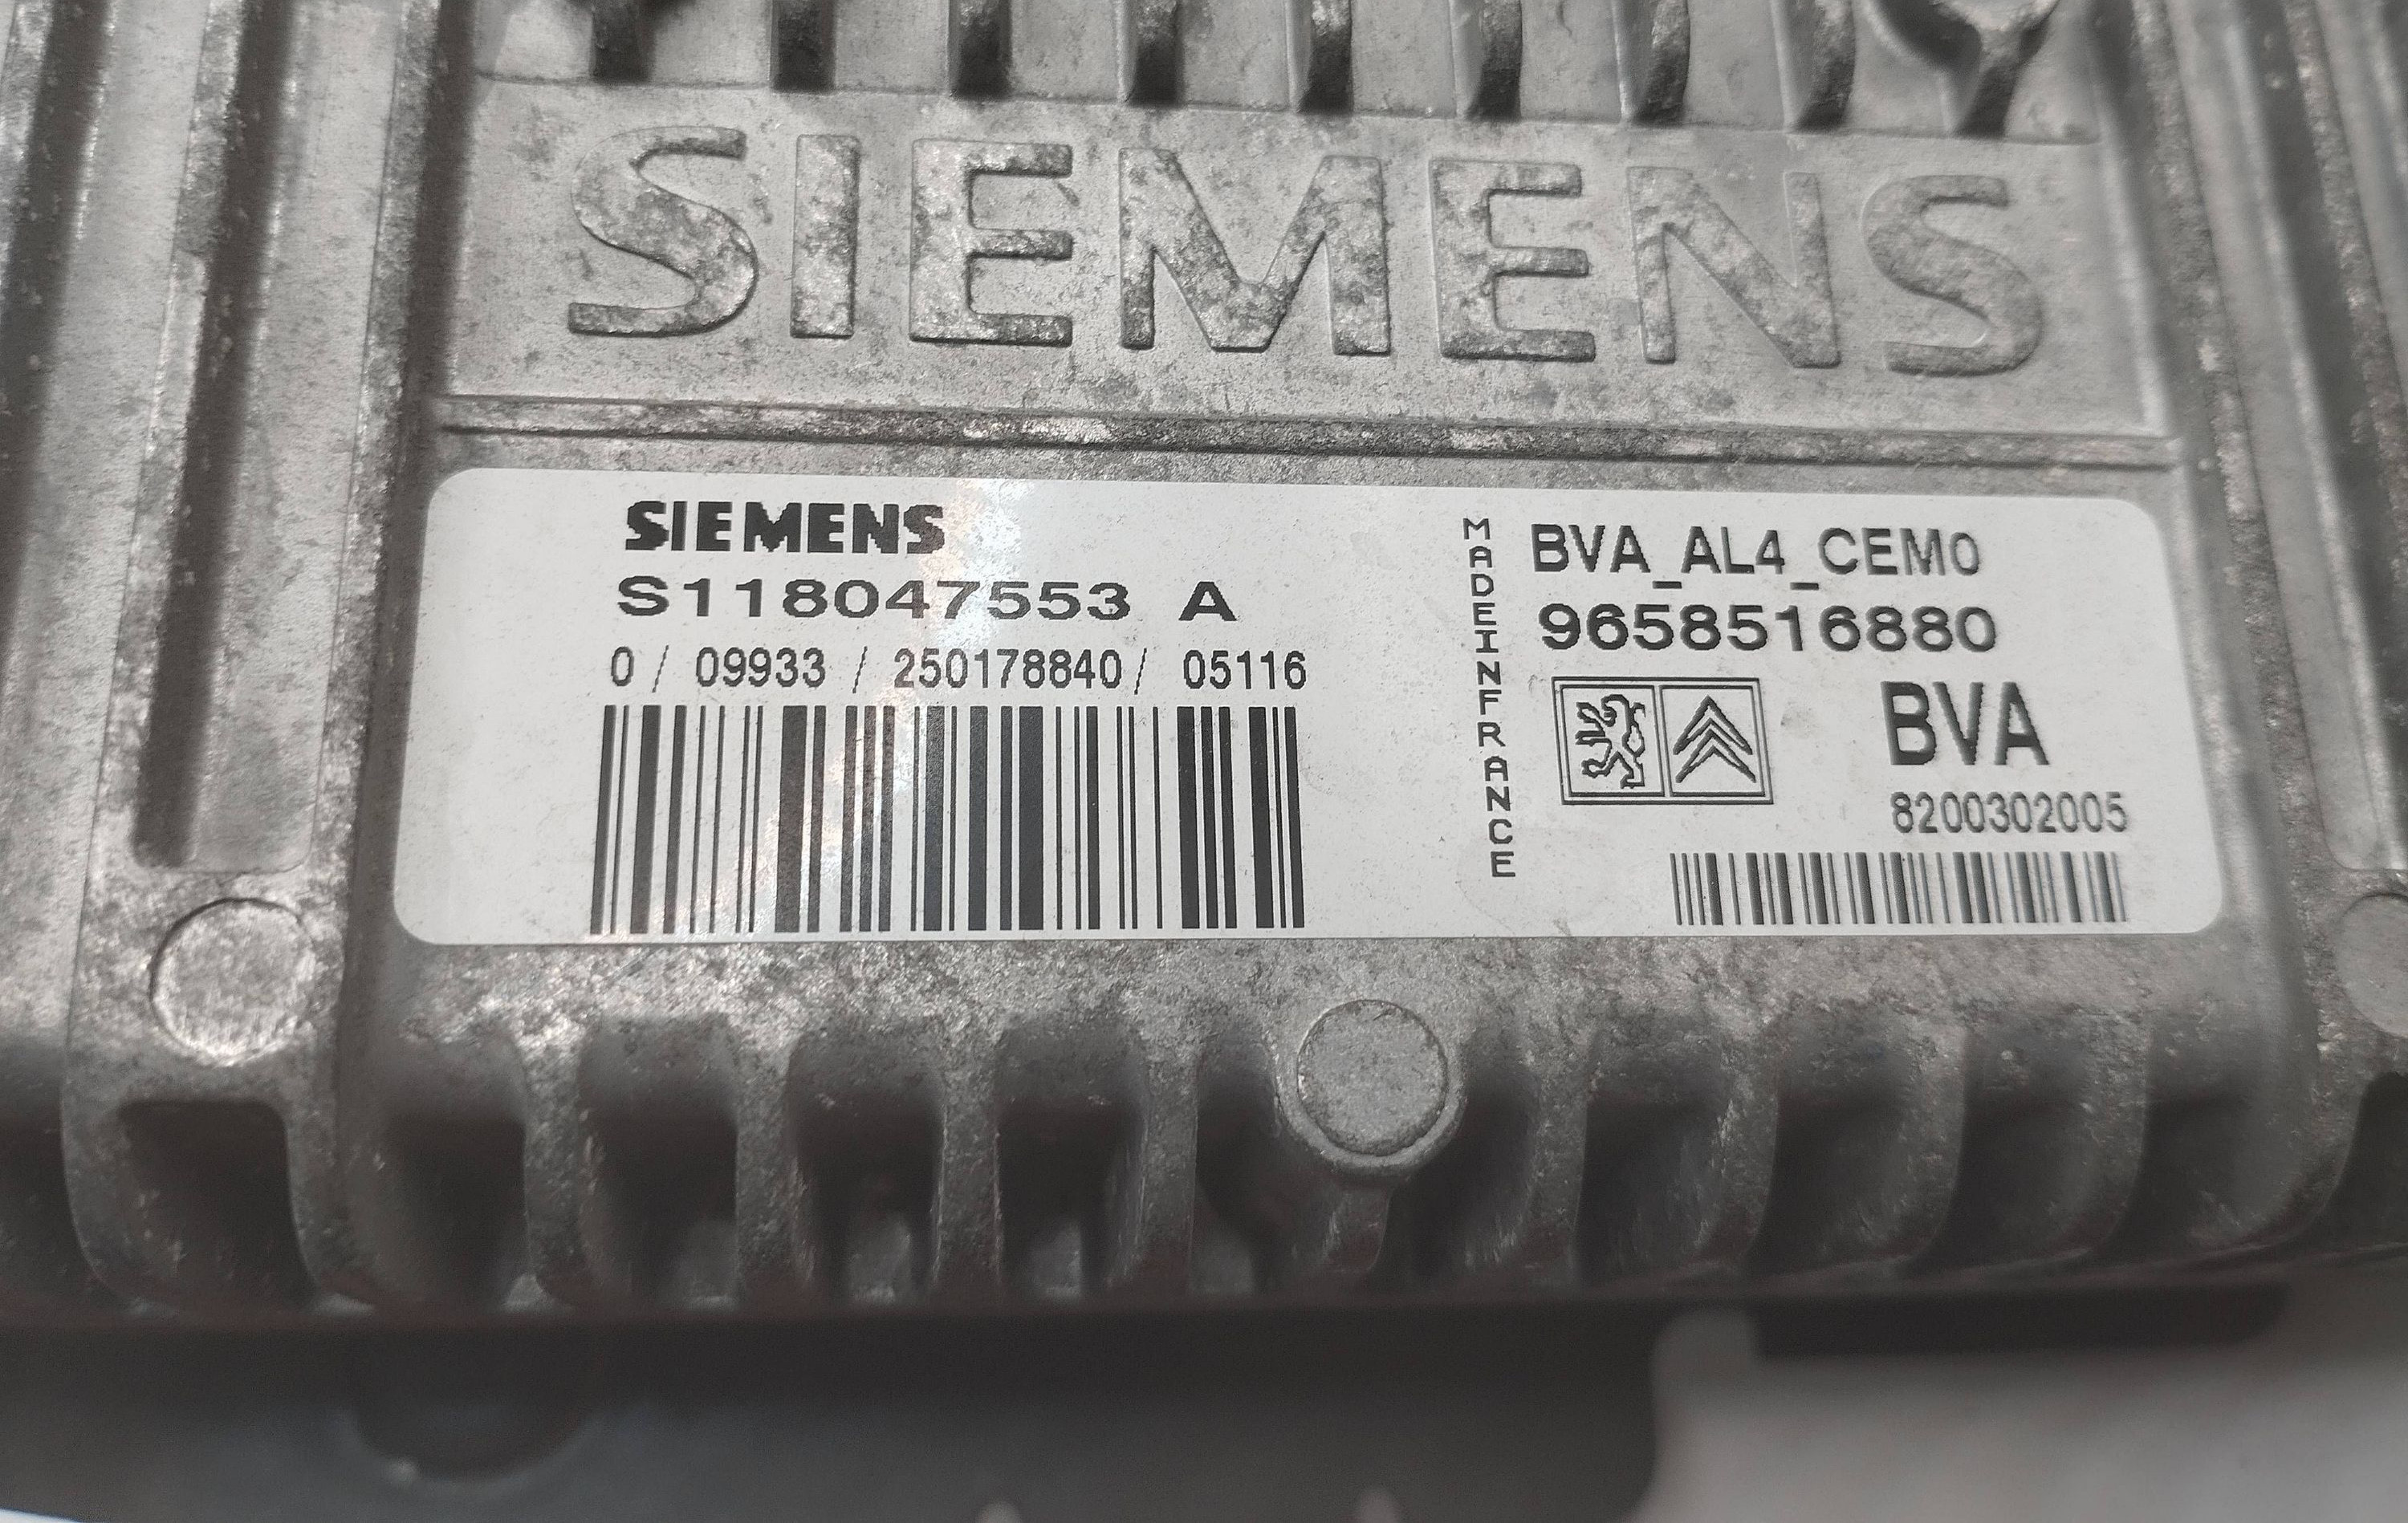 SIEMENS
SIEMENS
S118047553 A
0 / 09933 / 250178840 / 05116
MADEINFRANCE
BVA_AL4_CEM0
9658516880
BVA
8200302005